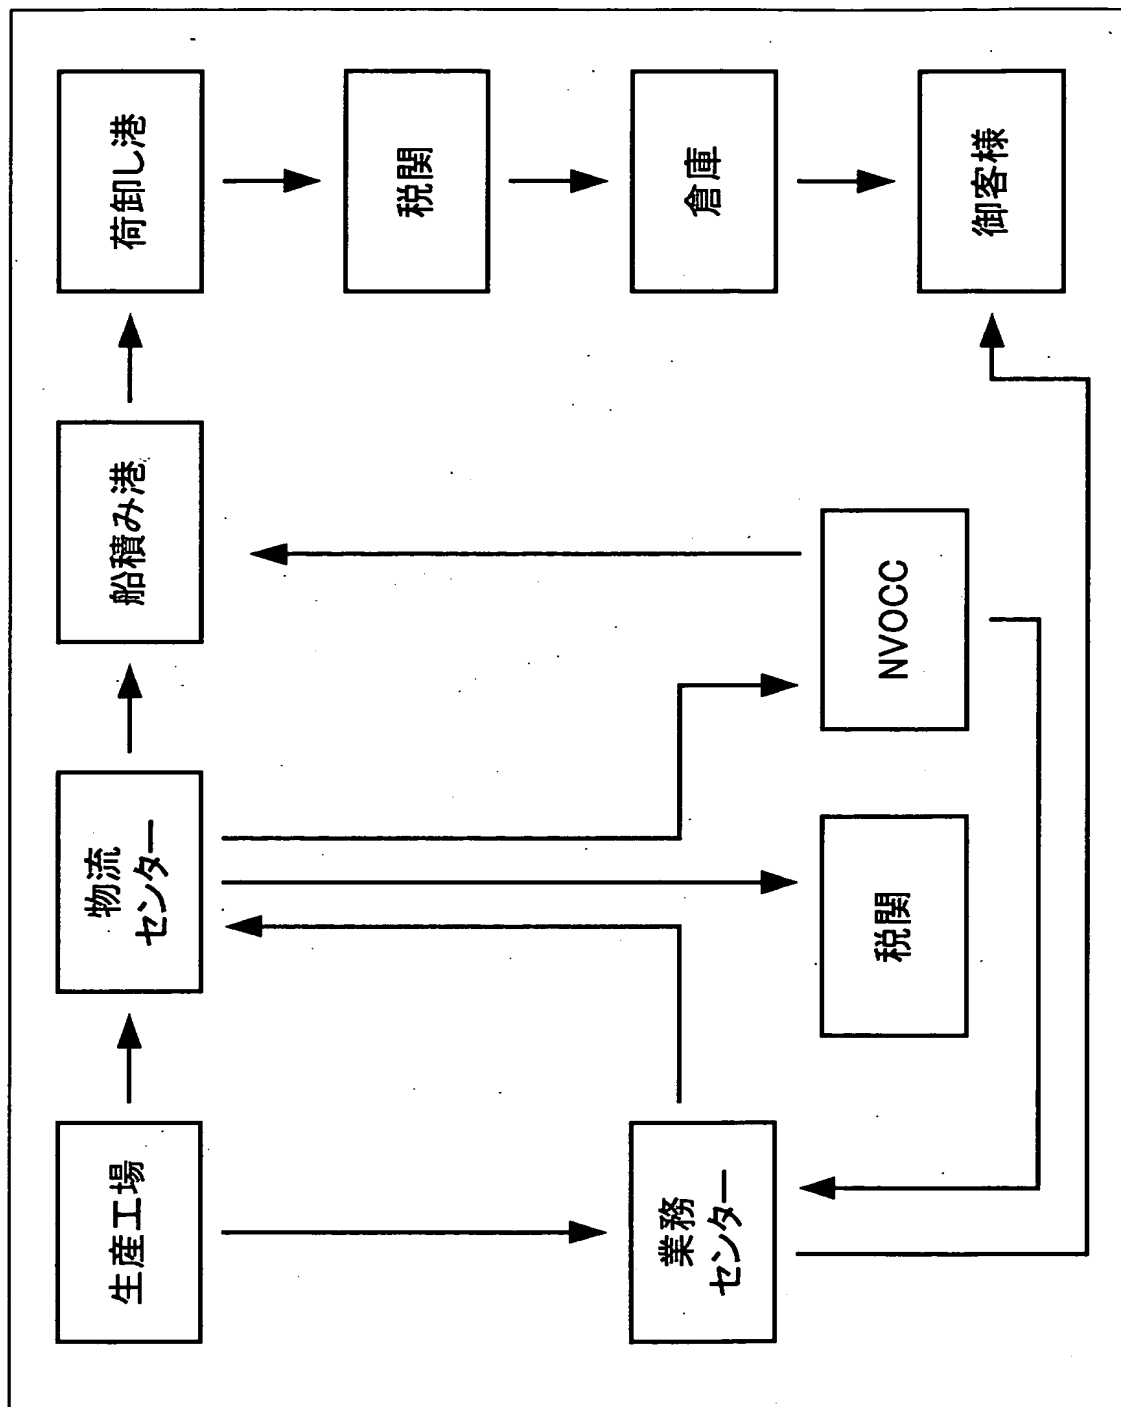 生産工場
物流
センター
船積み港
荷卸し港
税関
倉庫
御客様
業務
センター
税関
NVOCC